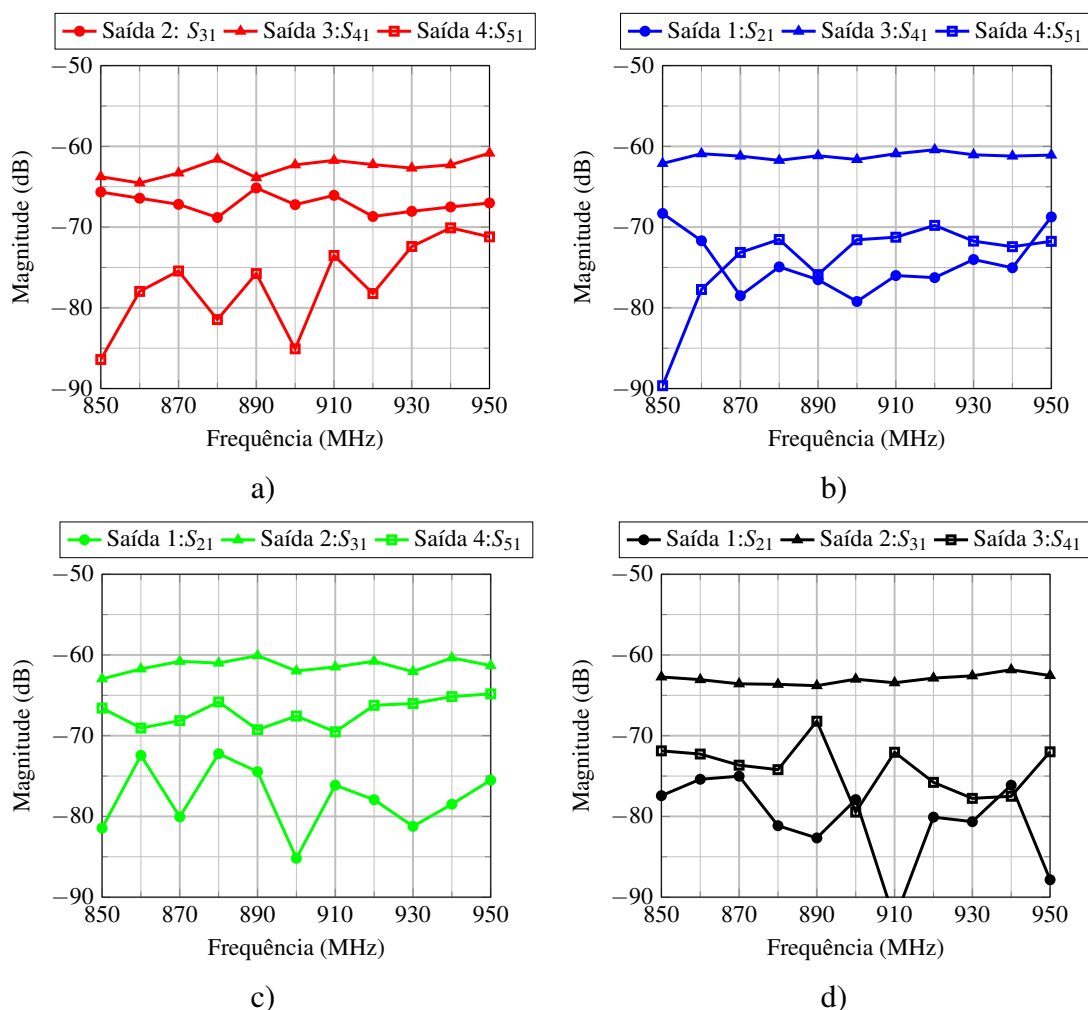 Saída 2: S31 Saída 3:S41 Saída 4:S51
Saída 1:S21 Saída 3:S41 Saída 4:S51
−50
−60
−70
−80
−90
Magnitude (dB)
850 870 890 910 930 950
Frequência (MHz)
a)
−50
−60
−70
−80
−90
Magnitude (dB)
850 870 890 910 930 950
Frequência (MHz)
b)
Saída 1:S21 Saída 2:S31 Saída 4:S51
Saída 1:S21 Saída 2:S31 Saída 3:S41
−50
−60
−70
−80
−90
Magnitude (dB)
850 870 890 910 930 950
Frequência (MHz)
c)
−50
−60
−70
−80
−90
Magnitude (dB)
850 870 890 910 930 950
Frequência (MHz)
d)